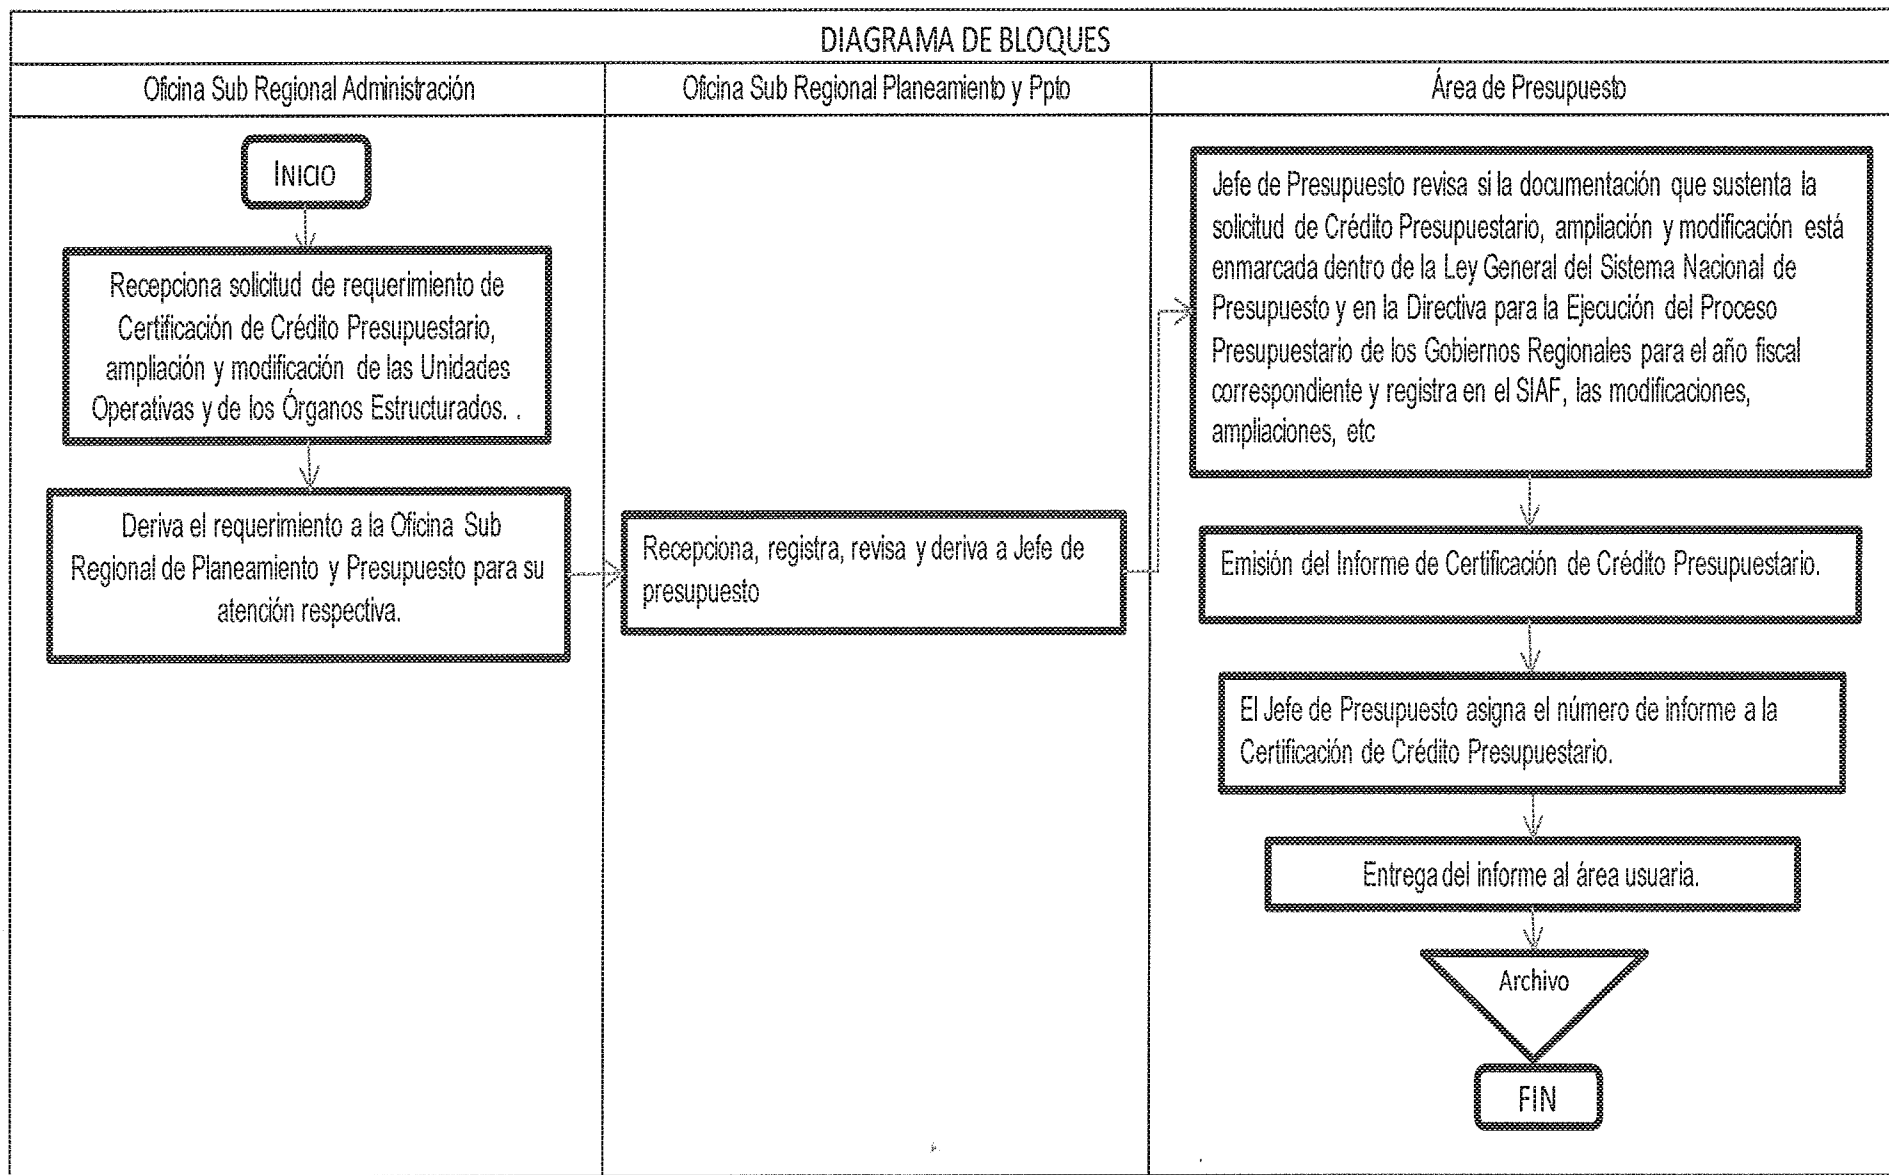 DIAGRAMA DE BLOQUES
Oficina Sub Regional Administración
Oficina Sub Regional Planeamiento y Ppto
Área de Presupuesto
INICIO
Recepciona solicitud de requerimiento de
Certificación de Crédito Presupuestario,
ampliación y modificación de las Unidades
Operativas y de los Órganos Estructurados. .
Deriva el requerimiento a la Oficina Sub
Regional de Planeamiento y Presupuesto para su
atención respectiva.
Recepciona, registra, revisa y deriva a Jefe de
presupuesto
Jefe de Presupuesto revisa si la documentación que sustenta la
solicitud de Crédito Presupuestario, ampliación y modificación está
enmarcada dentro de la Ley General del Sistema Nacional de
Presupuesto y en la Directiva para la Ejecución del Proceso
Presupuestario de los Gobiernos Regionales para el año fiscal
correspondiente y registra en el SIAF, las modificaciones,
ampliaciones, etc
Emisión del Informe de Certificación de Crédito Presupuestario.
El Jefe de Presupuesto asigna el número de informe a la
Certificación de Crédito Presupuestario.
Entrega del informe al área usuaria.
Archivo
FIN